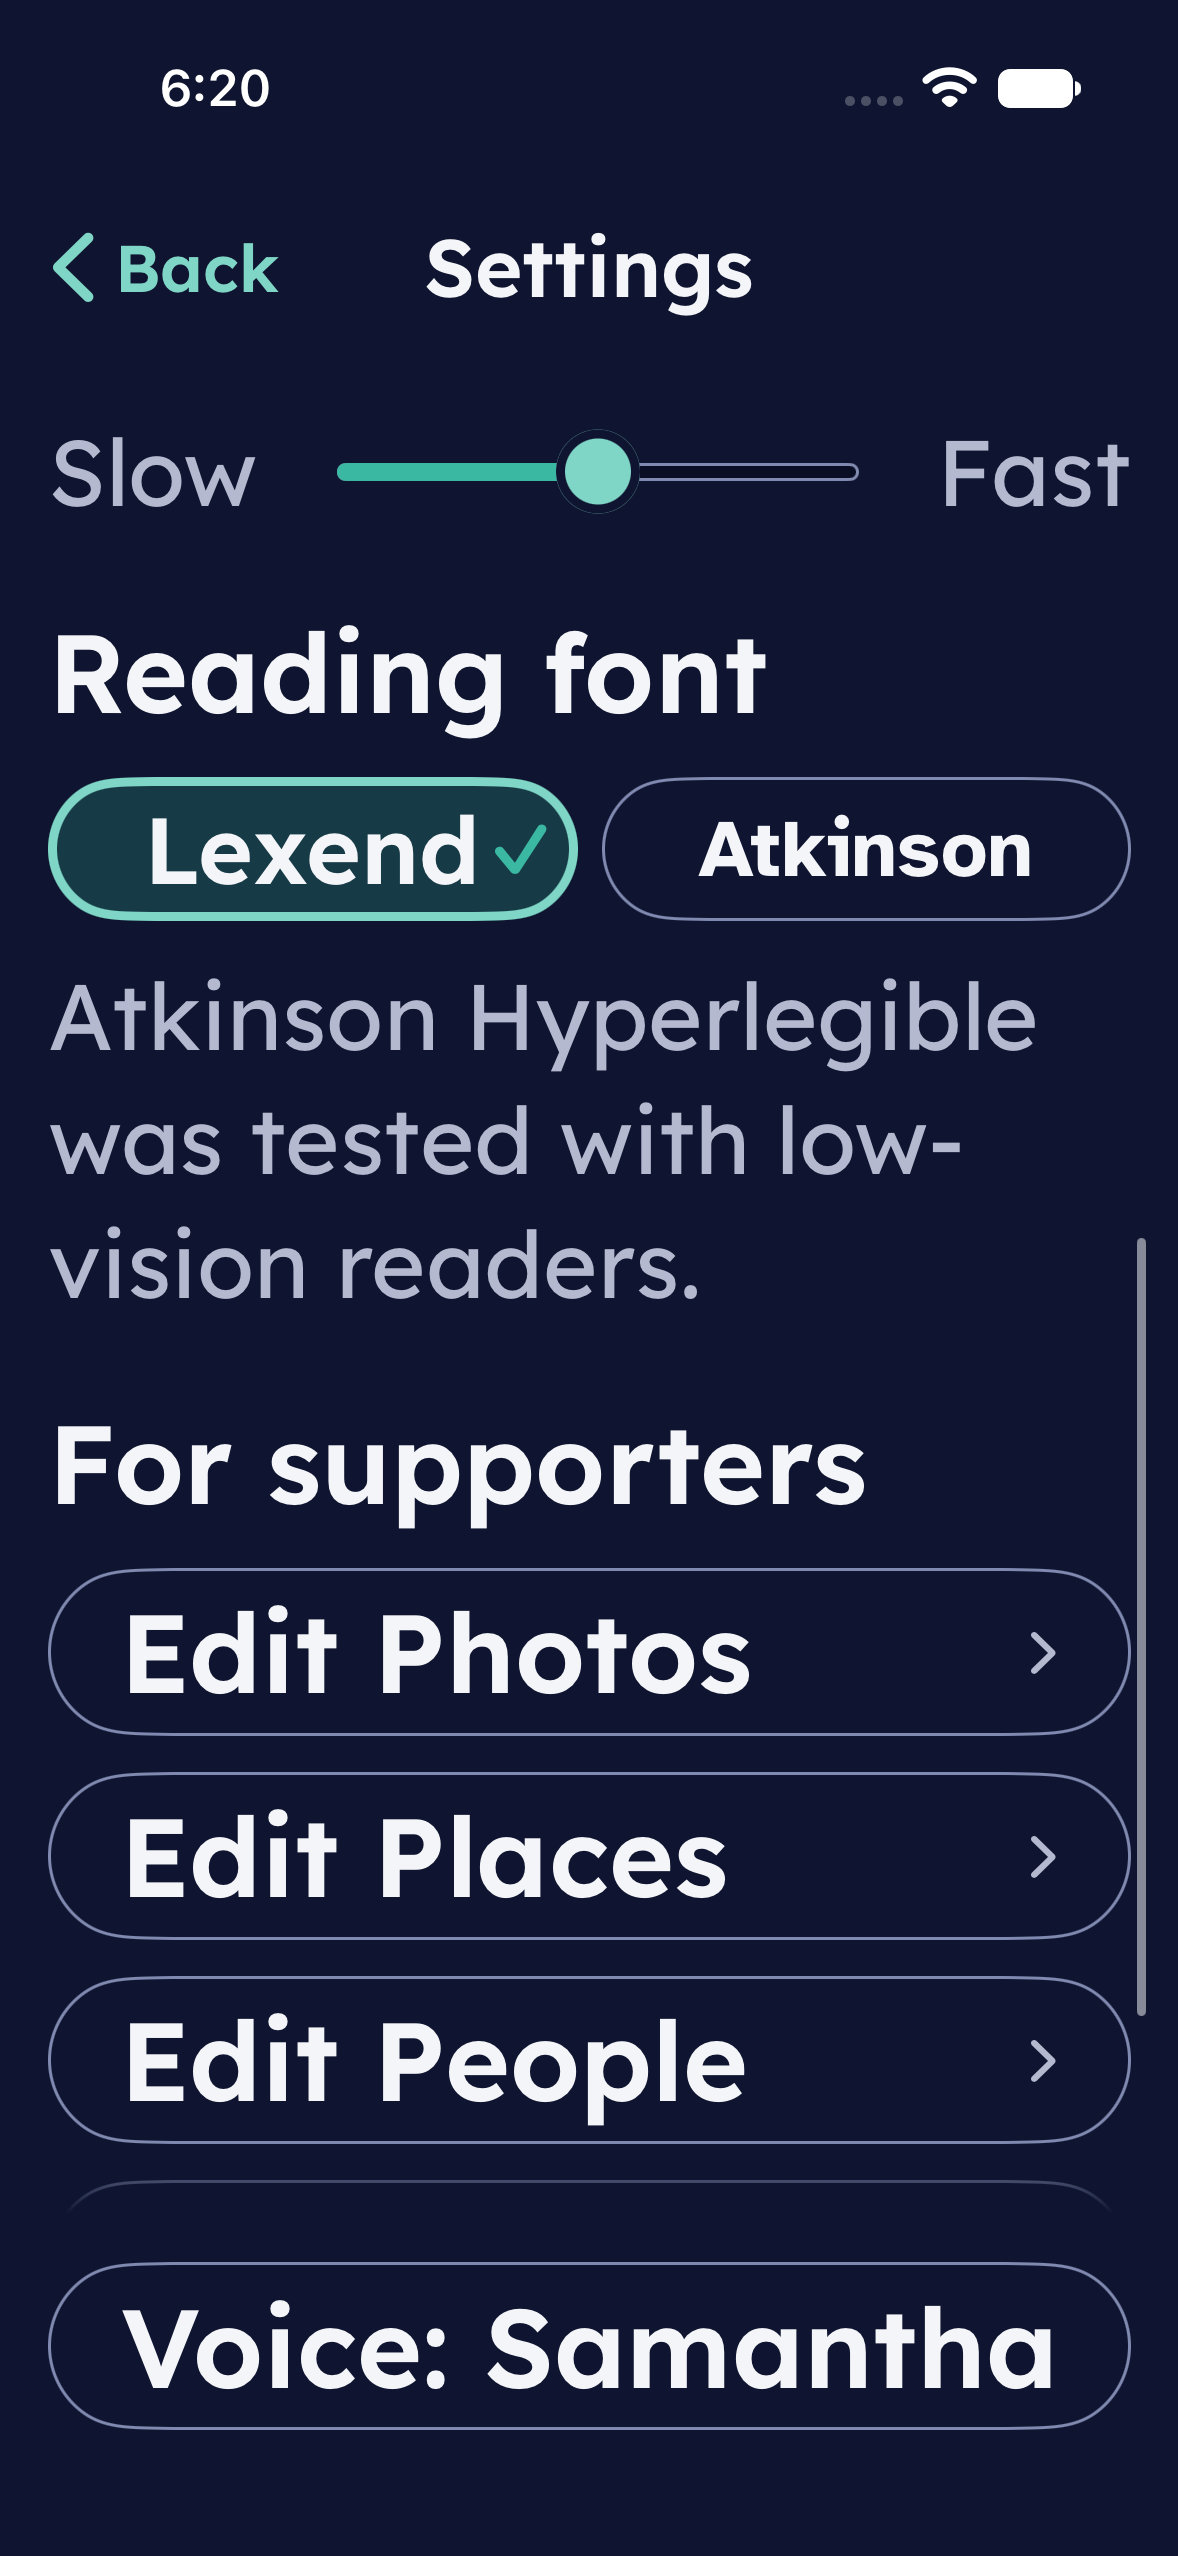 6:20
Back
Settings
Slow
Fast
Reading font
Lexend
Atkinson
Atkinson Hyperlegible
was tested with low-
vision readers.
For supporters
Edit Photos
Edit Places
Edit People
Voice: Samantha